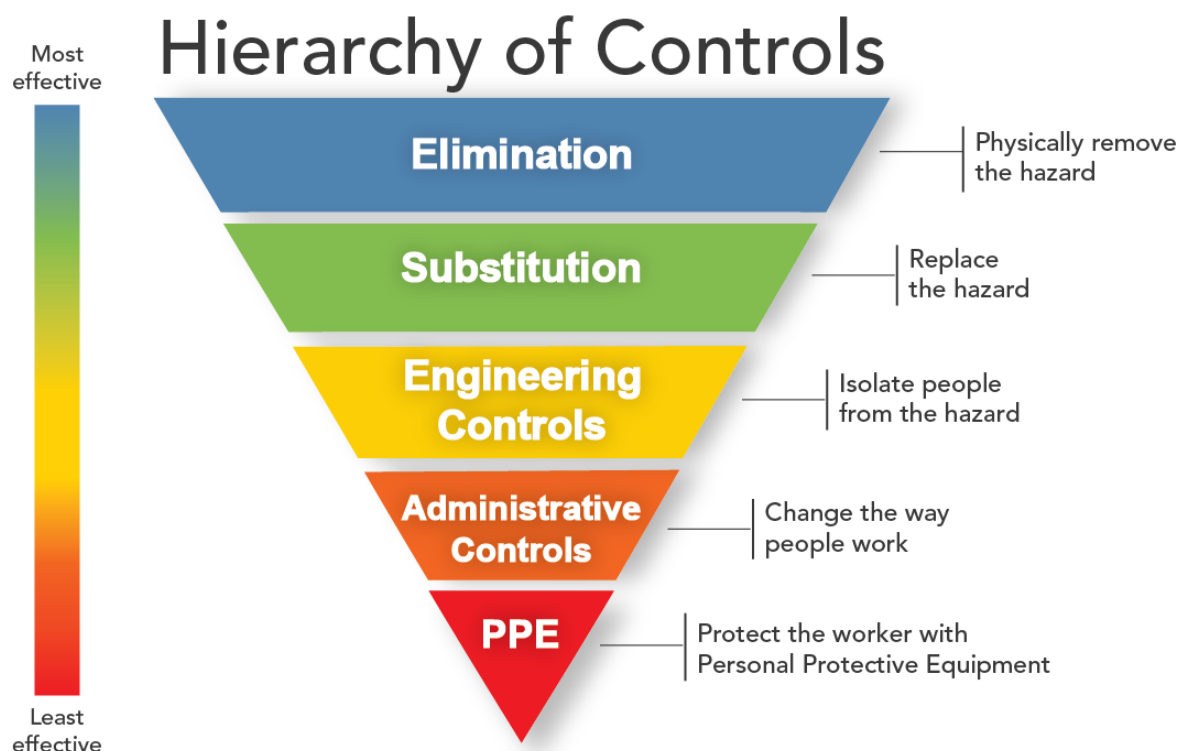 Hierarchy of Controls
Most
effective
Elimination
Physically remove
the hazard
Substitution
Replace
the hazard
Engineering
Controls
Isolate people
from the hazard
Administrative
Controls
Change the way
people work
PPE
Protect the worker with
Personal Protective Equipment
Least
effective